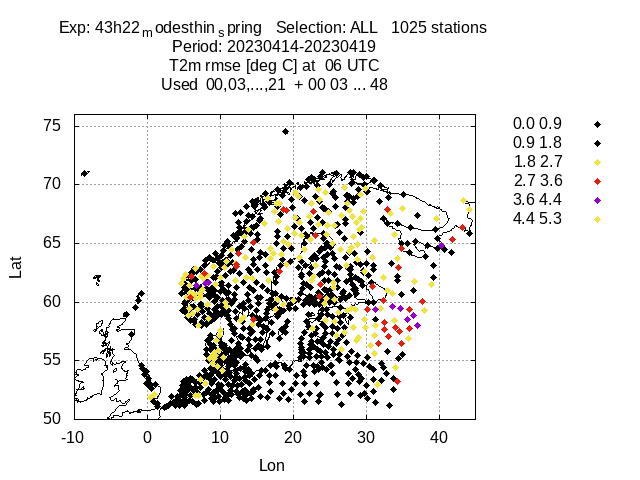 Exp: 43h22modesthinspring Selection: ALL 1025 stations
Period: 20230414-20230419
T2m rmse [deg C] at 06 UTC
Used 00,03,...,21 + 00 03 ... 48
0.0 0.9
0.9 1.8
1.8 2.7
2.7 3.6
3.6 4.4
4.4 5.3
75
70
65
60
55
50
Lat
-10 0 10 20 30 40
Lon